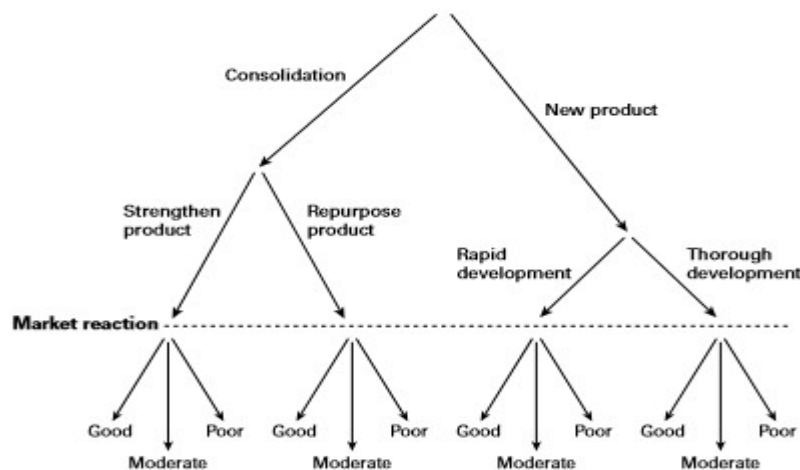 Consolidation
New product
Strengthen
product
Repurpose
product
Rapid
development
Thorough
development
Market reaction
Good
Poor
Good
Poor
Good
Poor
Good
Poor
Moderate
Moderate
Moderate
Moderate